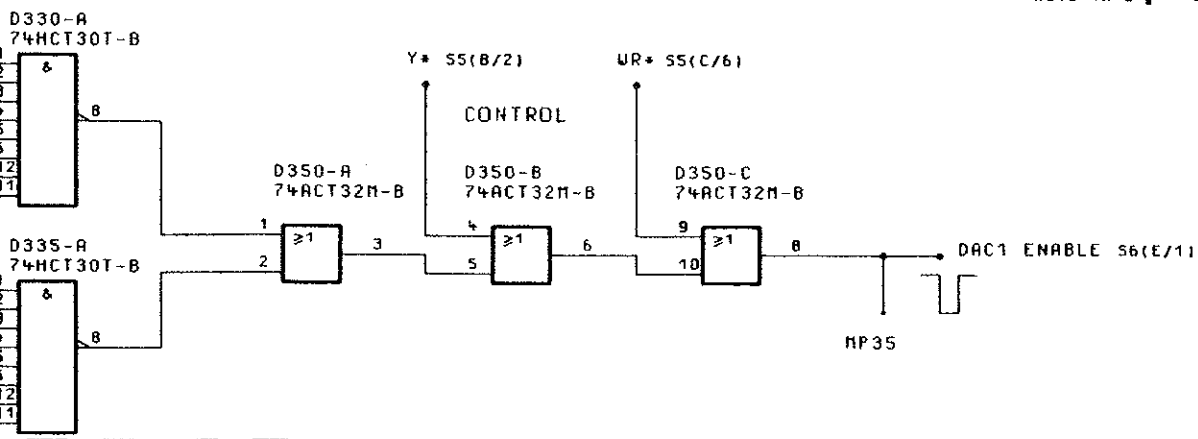 D330-A
74HCT30T-B
&
8
12
11
Y* S5(B/2)
WR* S5(C/6)
CONTROL
D350-A
74ACT32M-B
D350-B
74ACT32M-B
D350-C
74ACT32M-B
1
2
≥1
3
4
5
≥1
6
9
10
≥1
8
DAC1 ENABLE S6(E/1)
MP35
D335-A
74HCT30T-B
&
8
12
11